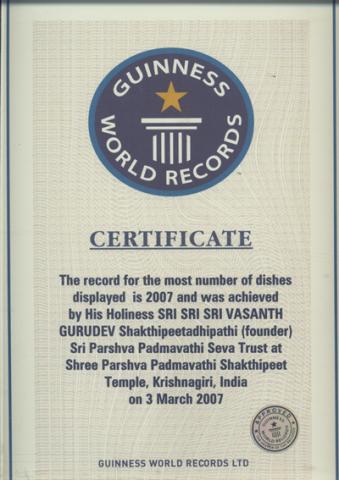 GUINNESS
WORLD RECORDS
CERTIFICATE
The record for the most number of dishes
displayed is 2007 and was achieved
by His Holiness SRI SRI SRI VASANTH
GURUDEV Shakthipeetadhipathi (founder)
Sri Parshva Padmavathi Seva Trust at
Shree Parshva Padmavathi Shakthipeet
Temple, Krishnagiri, India
on 3 March 2007
APPROVED
GUINNESS WORLD RECORDS LTD